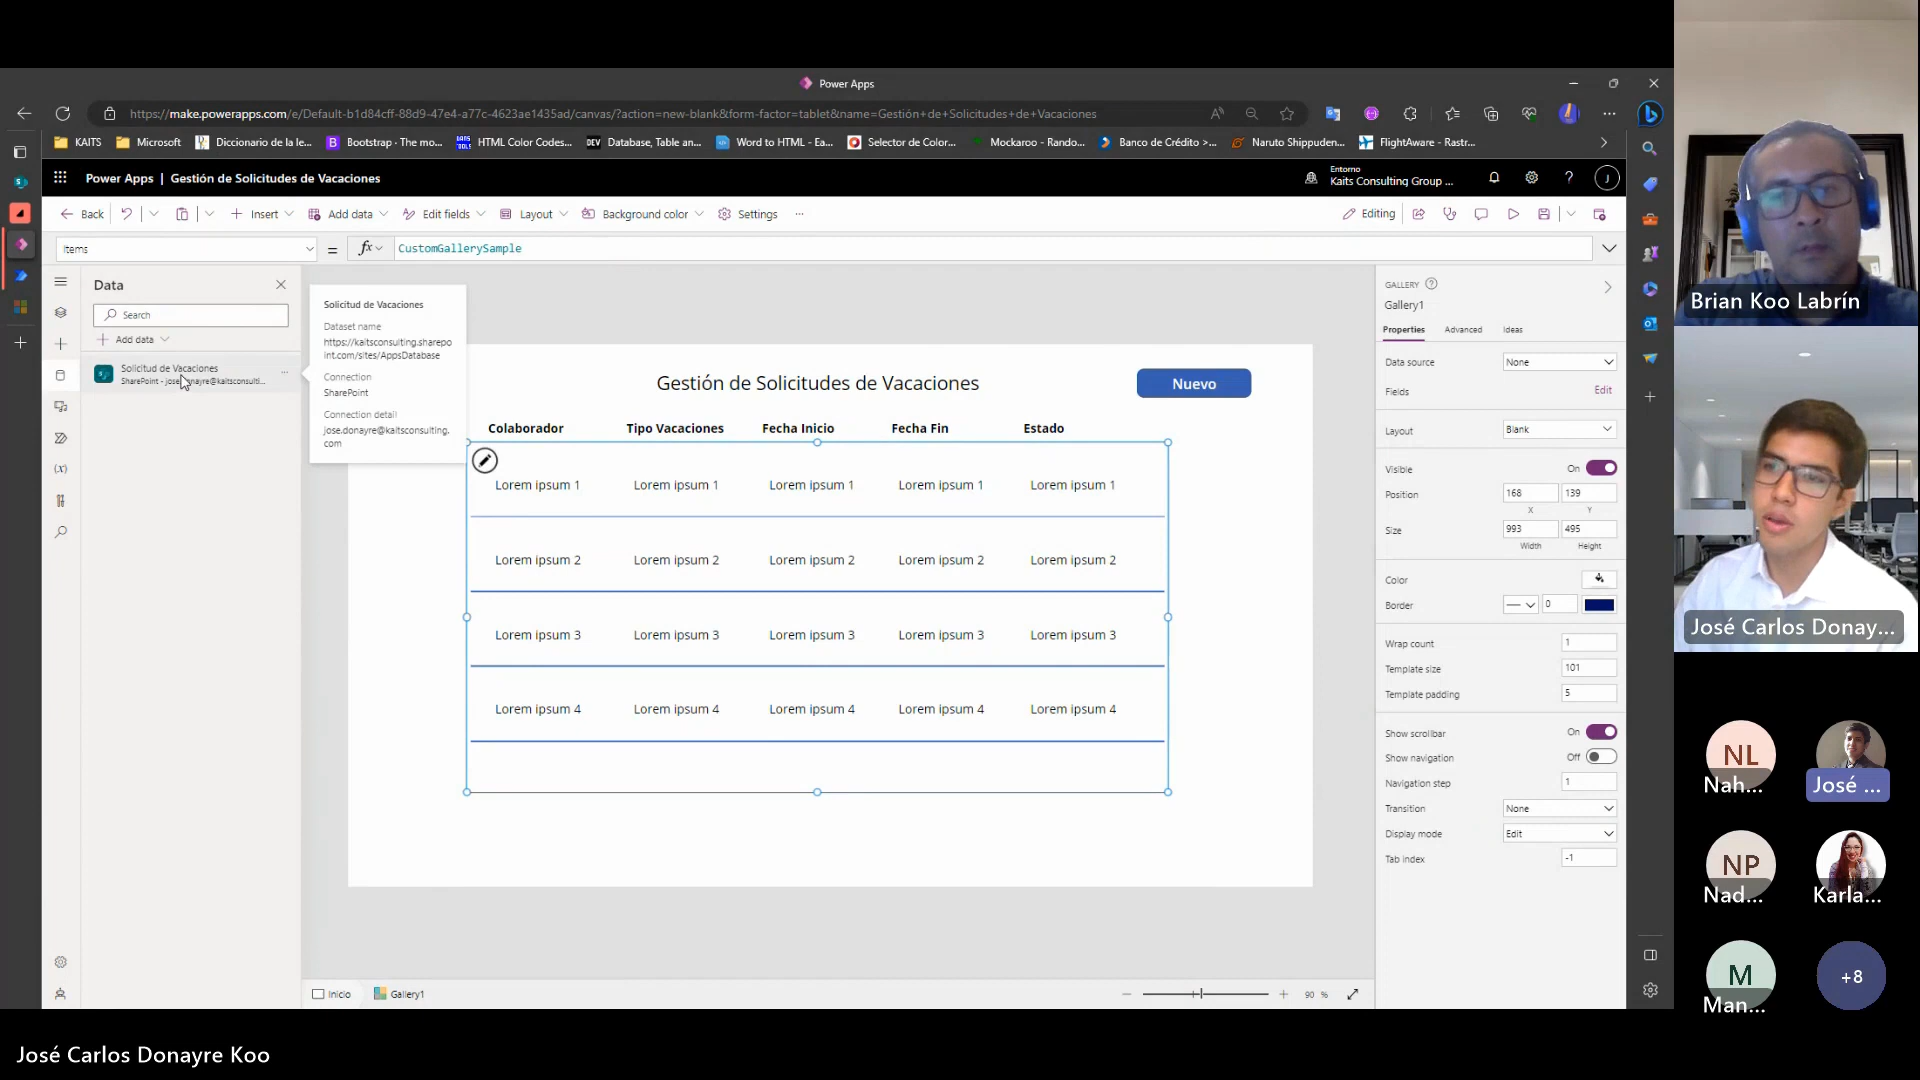 Power Apps
https://make.powerapps.com/e/Default-b1d84cff-88d9-47e4-a77c-4623ae1435ad/canvas/?action=new-blank&form-factor=tablet&name=Gestión+de+Solicitudes+de+Vacaciones
KAITS
Microsoft
Diccionario de la le...
Bootstrap - The mo...
HTML Color Codes...
Database, Table an...
Word to HTML - Ea...
Selector de Color...
Mockaroo - Rando...
Banco de Crédito >...
Naruto Shippuden...
FlightAware - Rastr...
Power Apps | Gestión de Solicitudes de Vacaciones
Entorno
Kaits Consulting Group ...
J
Back
Insert
Add data
Edit fields
Layout
Background color
Settings
Editing
Items
=
fx
CustomGallerySample
Data
Search
Add data
Solicitud de Vacaciones
SharePoint - jose.donayre@kaitsconsulti...
Solicitud de Vacaciones
Dataset name
https://kaitsconsulting.sharepo
int.com/sites/AppsDatabase
Connection
SharePoint
Connection detail
jose.donayre@kaitsconsulting.
com
Gestión de Solicitudes de Vacaciones
Nuevo
Colaborador Tipo Vacaciones Fecha Inicio Fecha Fin Estado
Lorem ipsum 1 Lorem ipsum 1 Lorem ipsum 1 Lorem ipsum 1 Lorem ipsum 1
Lorem ipsum 2 Lorem ipsum 2 Lorem ipsum 2 Lorem ipsum 2 Lorem ipsum 2
Lorem ipsum 3 Lorem ipsum 3 Lorem ipsum 3 Lorem ipsum 3 Lorem ipsum 3
Lorem ipsum 4 Lorem ipsum 4 Lorem ipsum 4 Lorem ipsum 4 Lorem ipsum 4
Inicio
Gallery1
90 %
GALLERY
Gallery1
Properties Advanced Ideas
Data source None
Fields Edit
Layout Blank
Visible On
Position 168 139
X Y
Size 993 495
Width Height
Color
Border 0
Wrap count 1
Template size 101
Template padding 5
Show scrollbar On
Show navigation Off
Navigation step 1
Transition None
Display mode Edit
Tab index -1
Brian Koo Labrín
José Carlos Donay...
NL
Nah...
José ...
NP
Nad...
Karla...
M
Man...
+8
José Carlos Donayre Koo